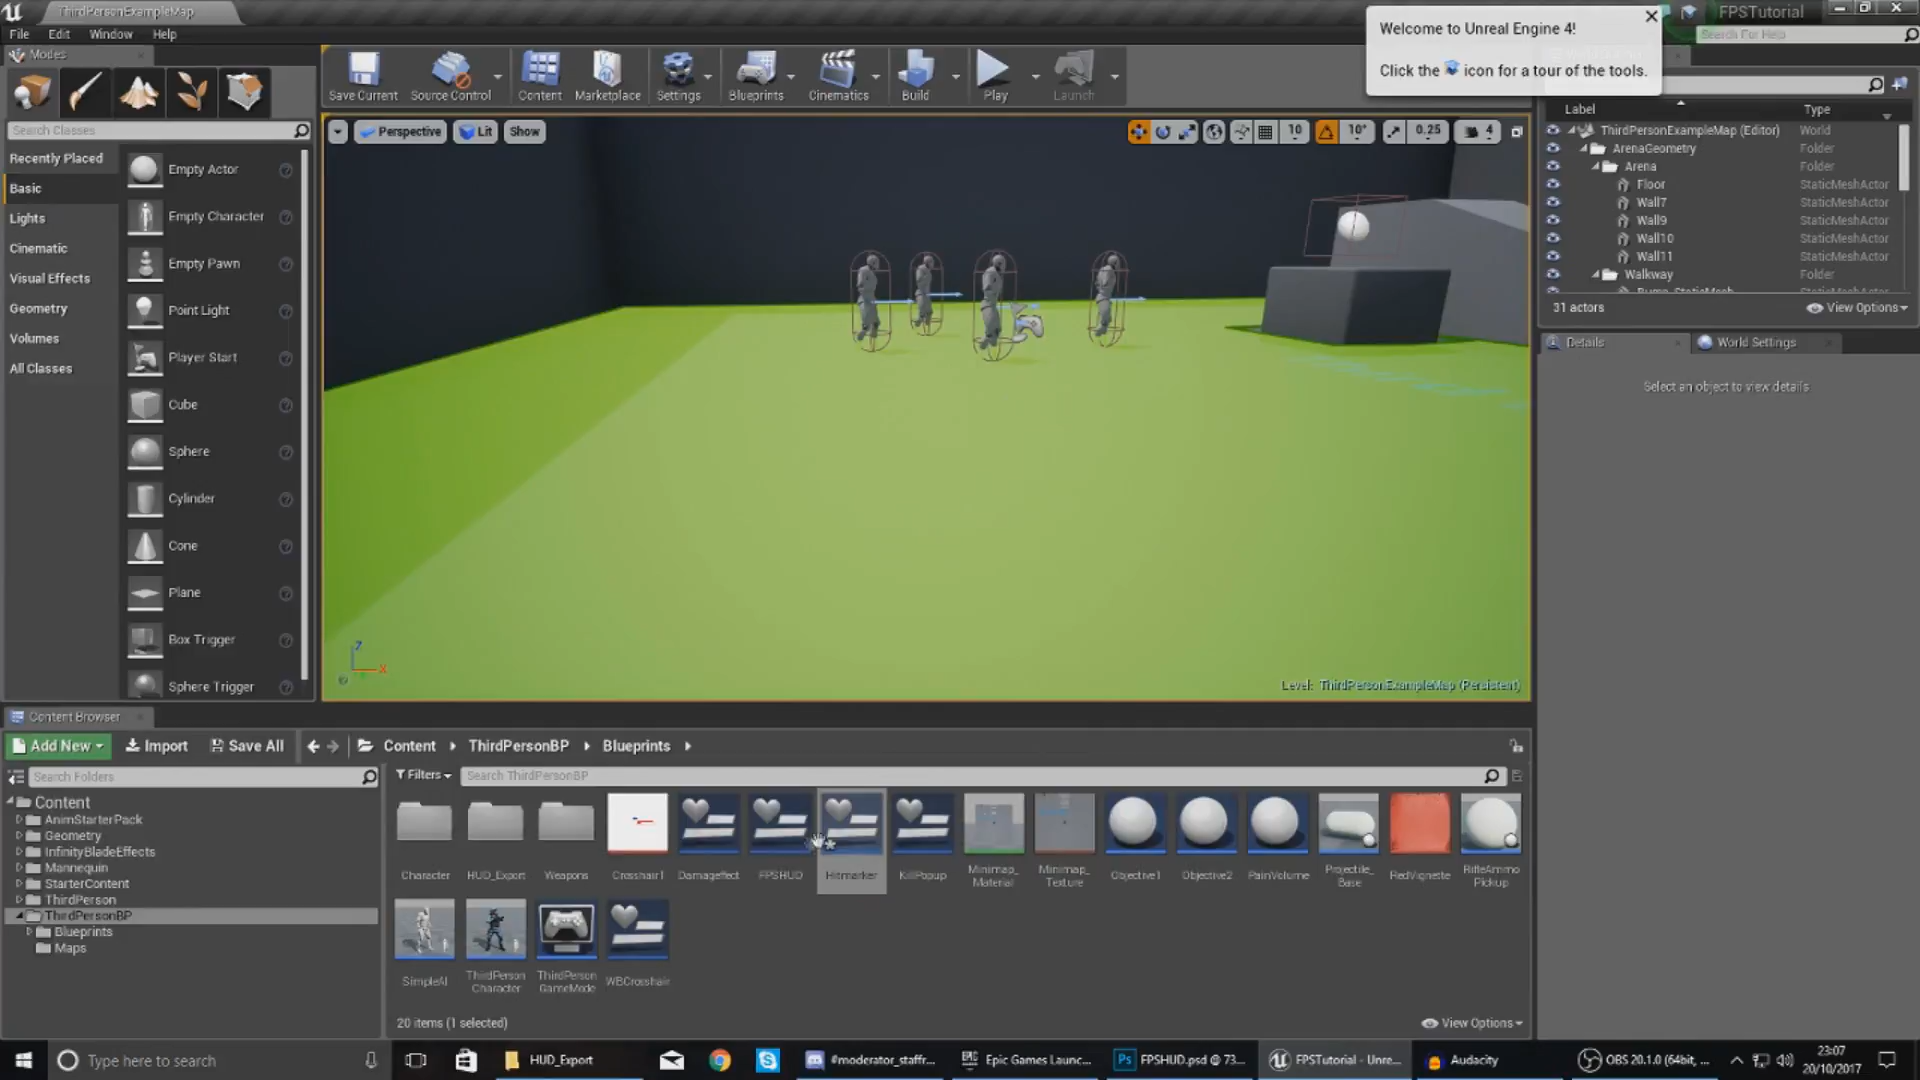 ThirdPersonExampleMap
FPSTutorial
File Edit Window Help
Search For Help
Welcome to Unreal Engine 4!
Click the icon for a tour of the tools.
Modes
Save Current
Source Control
Content
Marketplace
Settings
Blueprints
Cinematics
Build
Play
Launch
Search Classes
Recently Placed
Basic
Lights
Cinematic
Visual Effects
Geometry
Volumes
All Classes
Empty Actor
Empty Character
Empty Pawn
Point Light
Player Start
Cube
Sphere
Cylinder
Cone
Plane
Box Trigger
Sphere Trigger
Perspective
Lit
Show
10
10°
0.25
4
Z
X
Level: ThirdPersonExampleMap (Persistent)
Label Type
ThirdPersonExampleMap (Editor) World
ArenaGeometry Folder
Arena Folder
Floor StaticMeshActor
Wall7 StaticMeshActor
Wall9 StaticMeshActor
Wall10 StaticMeshActor
Wall11 StaticMeshActor
Walkway Folder
Bump_StaticMesh
31 actors
View Options
Details
World Settings
Select an object to view details
Content Browser
Add New
Import
Save All
Content
ThirdPersonBP
Blueprints
Search Folders
Filters
Search ThirdPersonBP
Content
AnimStarterPack
Geometry
InfinityBladeEffects
Mannequin
StarterContent
ThirdPerson
ThirdPersonBP
Blueprints
Maps
Character
HUD_Export
Weapons
Crosshair1
Damageffect
FPSHUD
Hitmarker
KillPopup
Minimap_
Material
Minimap_
Texture
Objective1
Objective2
PainVolume
Projectile_
Base
RedVignette
RifleAmmo
Pickup
SimpleAI
ThirdPerson
Character
ThirdPerson
GameMode
WBCrosshair
20 items (1 selected)
View Options
Type here to search
HUD_Export
#moderator_staffr...
Epic Games Launc...
Ps
FPSHUD.psd @ 73...
FPSTutorial - Unre...
Audacity
OBS 20.1.0 (64bit, ...
23:07
20/10/2017